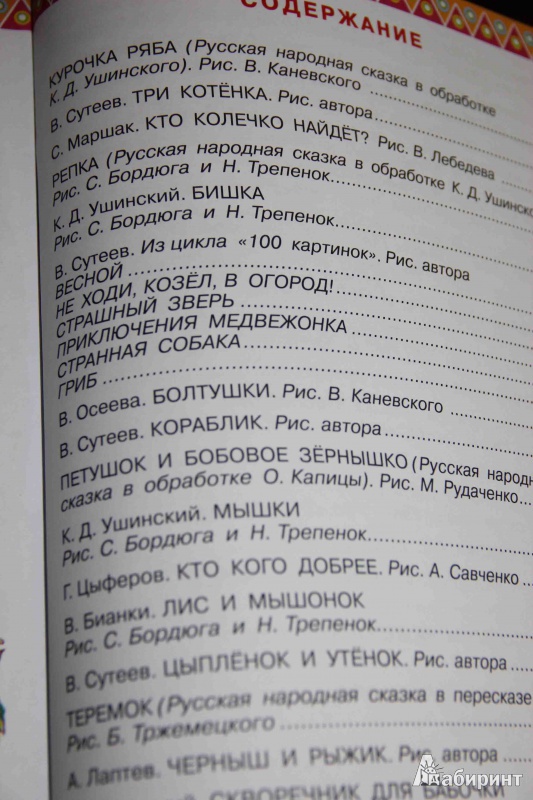 СОДЕРЖАНИЕ
КУРОЧКА РЯБА (Русская народная сказка в обработке
К. Д. Ушинского). Рис. В. Каневского
В. Сутеев. ТРИ КОТЁНКА. Рис. автора
С. Маршак. КТО КОЛЕЧКО НАЙДЁТ? Рис. В. Лебедева
РЕПКА (Русская народная сказка в обработке К. Д. Ушинско
Рис. С. Бордюга и Н. Трепенок
К. Д. Ушинский. БИШКА
Рис. С. Бордюга и Н. Трепенок
В. Сутеев. Из цикла «100 картинок». Рис. автора
ВЕСНОЙ
НЕ ХОДИ, КОЗЁЛ, В ОГОРОД!
СТРАШНЫЙ ЗВЕРЬ
ПРИКЛЮЧЕНИЯ МЕДВЕЖОНКА
СТРАННАЯ СОБАКА
ГРИБ
В. Осеева. БОЛТУШКИ. Рис. В. Каневского
В. Сутеев. КОРАБЛИК. Рис. автора
ПЕТУШОК И БОБОВОЕ ЗЁРНЫШКО (Русская народн
сказка в обработке О. Капицы). Рис. М. Рудаченко
К. Д. Ушинский. МЫШКИ
Рис. С. Бордюга и Н. Трепенок
Г. Цыферов. КТО КОГО ДОБРЕЕ. Рис. А. Савченко
В. Бианки. ЛИС И МЫШОНОК
Рис. С. Бордюга и Н. Трепенок
В. Сутеев. ЦЫПЛЁНОК И УТЁНОК. Рис. автора
ТЕРЕМОК (Русская народная сказка в пересказе
Рис. Б. Тржемецкого
А. Лаптев. ЧЕРНЫШ И РЫЖИК. Рис. автора
СКВОРЕЧНИК ДЛЯ БАБОЧКИ
Лабиринт